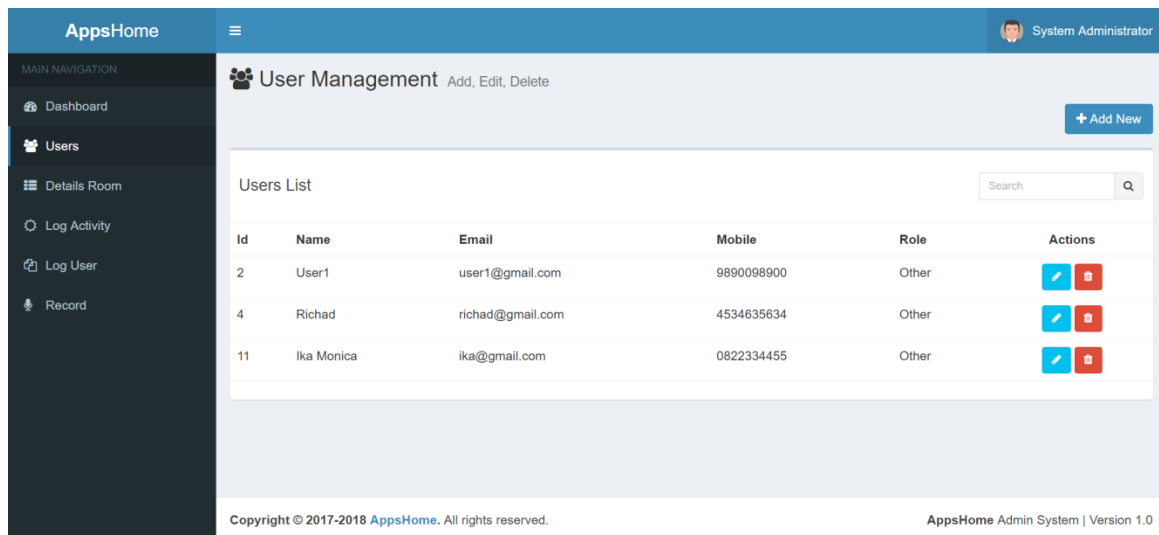 AppsHome
System Administrator
MAIN NAVIGATION
Dashboard
Users
Details Room
Log Activity
Log User
Record
User Management Add, Edit, Delete
Add New
Users List
Search
Id Name Email Mobile Role Actions
2 User1 user1@gmail.com 9890098900 Other
4 Richad richad@gmail.com 4534635634 Other
11 Ika Monica ika@gmail.com 0822334455 Other
Copyright © 2017-2018 AppsHome. All rights reserved.
AppsHome Admin System | Version 1.0